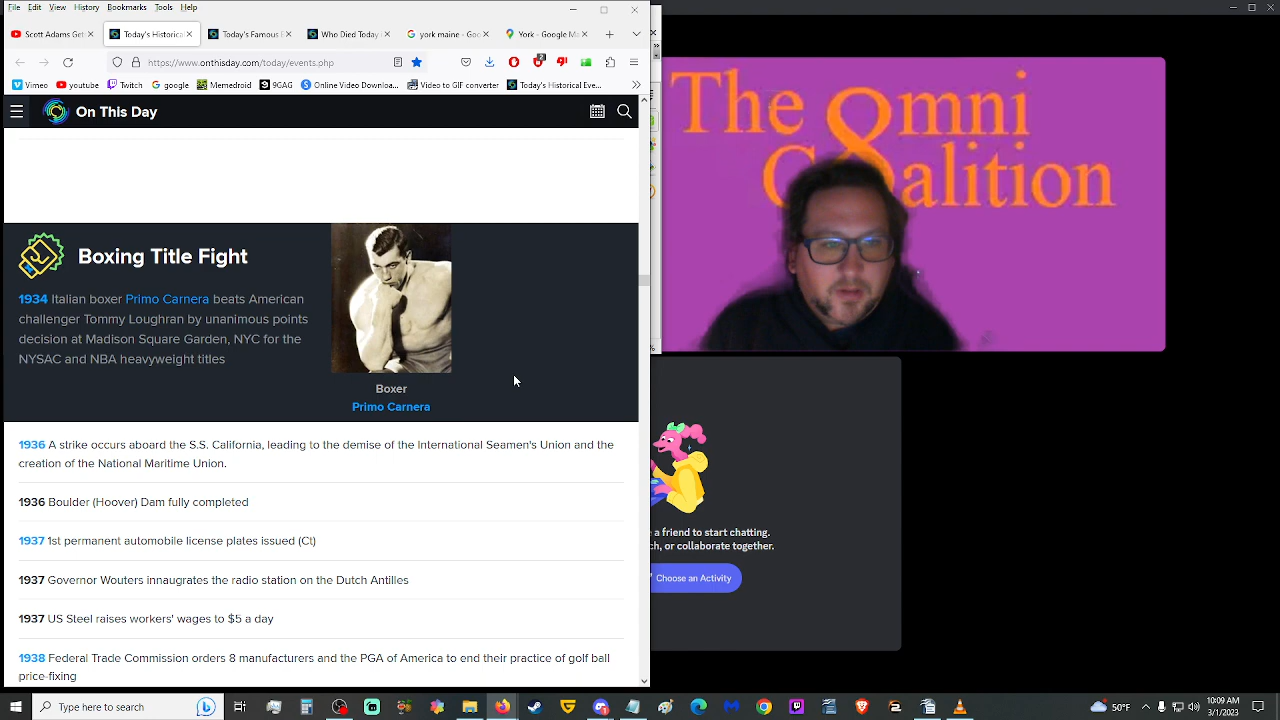 File Edit View History Bookmarks Tools Help
Scott Adams Get
Today's Historica
Today's Famous B
Who Died Today
york maine - Goo
York - Google M
https://www.onthisday.com/today/events.php
Vimeo youtube Twitch google Memedroid 9GAG Online Video Downloa... Video to GIF converter Today's Historical Eve...
On This Day
Boxing Title Fight
1934 Italian boxer Primo Carnera beats American
challenger Tommy Loughran by unanimous points
decision at Madison Square Garden, NYC for the
NYSAC and NBA heavyweight titles
Boxer
Primo Carnera
1936 A strike occurs aboard the S.S. California, leading to the demise of the International Seamen's Union and the
creation of the National Maritime Union.
1936 Boulder (Hoover) Dam fully completed
1937 1st permanent automobile license plates issued (Ct)
1937 Governor Wouters innaugrates the radio station on the Dutch Antilles
1937 US Steel raises workers' wages to $5 a day
1938 Federal Trade Commission orders 8 manufacturers and the PGA of America to end their practice of golf ball
price-fixing
The 8mni
C8alition
a friend to start chatting.
ch, or collaborate together.
Choose an Activity
Type here to search
50°F
10:09 AM
3/1/2023